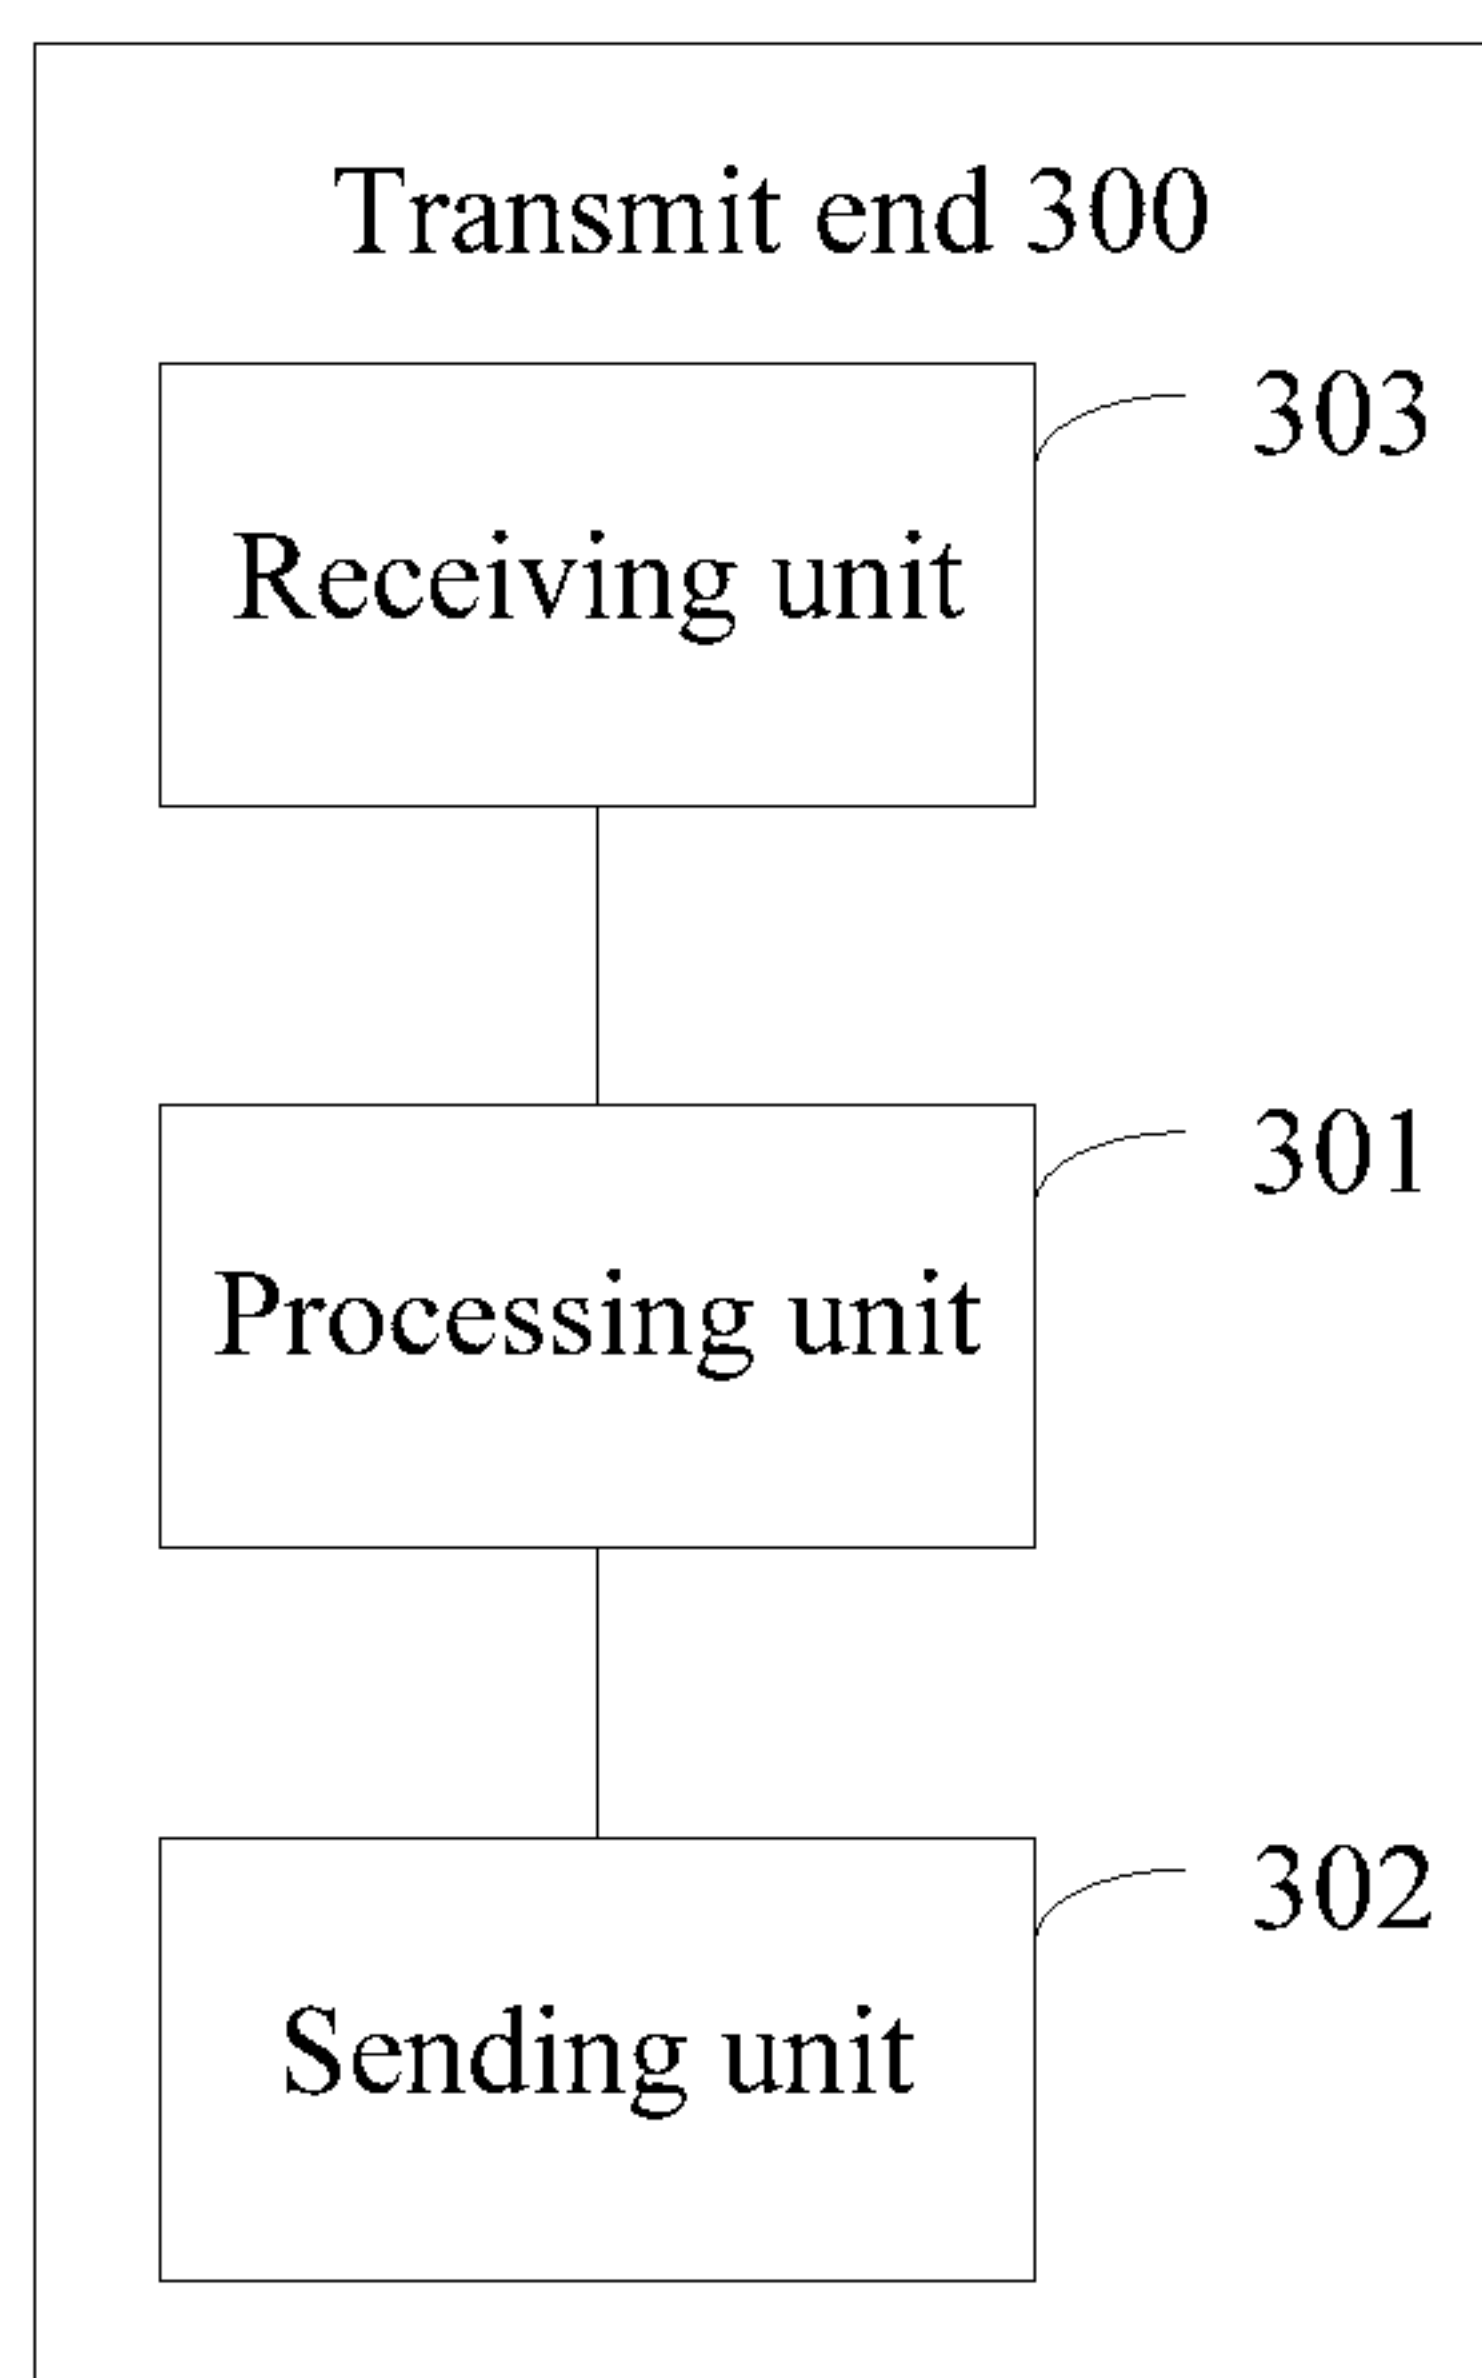 Transmit end 300
303
Receiving unit
301
Processing unit
302
Sending unit